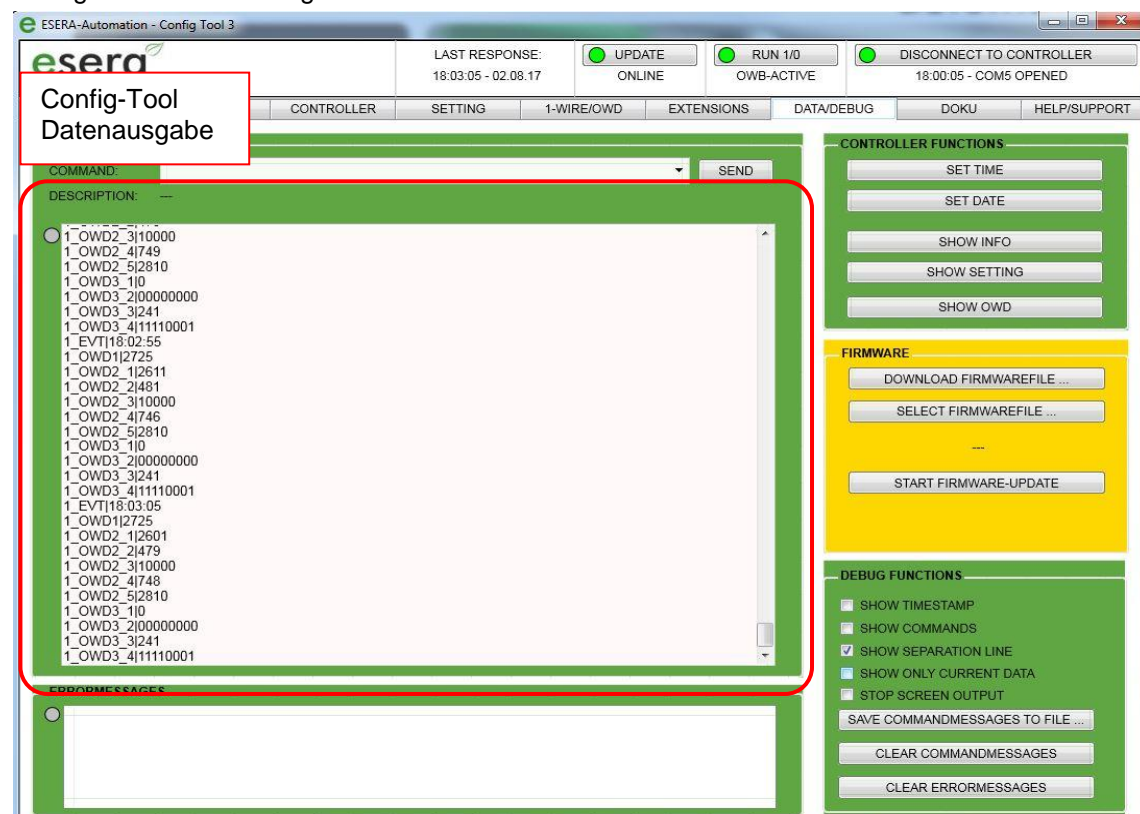 ESERA-Automation - Config Tool 3
esera
Config-Tool
Datenausgabe
LAST RESPONSE:
18:03:05 - 02.08.17
UPDATE
ONLINE
RUN 1/0
OWB-ACTIVE
DISCONNECT TO CONTROLLER
18:00:05 - COM5 OPENED
CONTROLLER SETTING 1-WIRE/OWD EXTENSIONS DATA/DEBUG DOKU HELP/SUPPORT
COMMAND: SEND
DESCRIPTION: ---
1_OWD2_3|10000
1_OWD2_4|749
1_OWD2_5|2810
1_OWD3_1|0
1_OWD3_2|00000000
1_OWD3_3|241
1_OWD3_4|11110001
1_EVT|18:02:55
1_OWD1|2725
1_OWD2_1|2611
1_OWD2_2|481
1_OWD2_3|10000
1_OWD2_4|746
1_OWD2_5|2810
1_OWD3_1|0
1_OWD3_2|00000000
1_OWD3_3|241
1_OWD3_4|11110001
1_EVT|18:03:05
1_OWD1|2725
1_OWD2_1|2601
1_OWD2_2|479
1_OWD2_3|10000
1_OWD2_4|748
1_OWD2_5|2810
1_OWD3_1|0
1_OWD3_2|00000000
1_OWD3_3|241
1_OWD3_4|11110001
ERRORMESSAGES
CONTROLLER FUNCTIONS
SET TIME
SET DATE
SHOW INFO
SHOW SETTING
SHOW OWD
FIRMWARE
DOWNLOAD FIRMWAREFILE ...
SELECT FIRMWAREFILE ...
---
START FIRMWARE-UPDATE
DEBUG FUNCTIONS
SHOW TIMESTAMP
SHOW COMMANDS
SHOW SEPARATION LINE
SHOW ONLY CURRENT DATA
STOP SCREEN OUTPUT
SAVE COMMANDMESSAGES TO FILE ...
CLEAR COMMANDMESSAGES
CLEAR ERRORMESSAGES